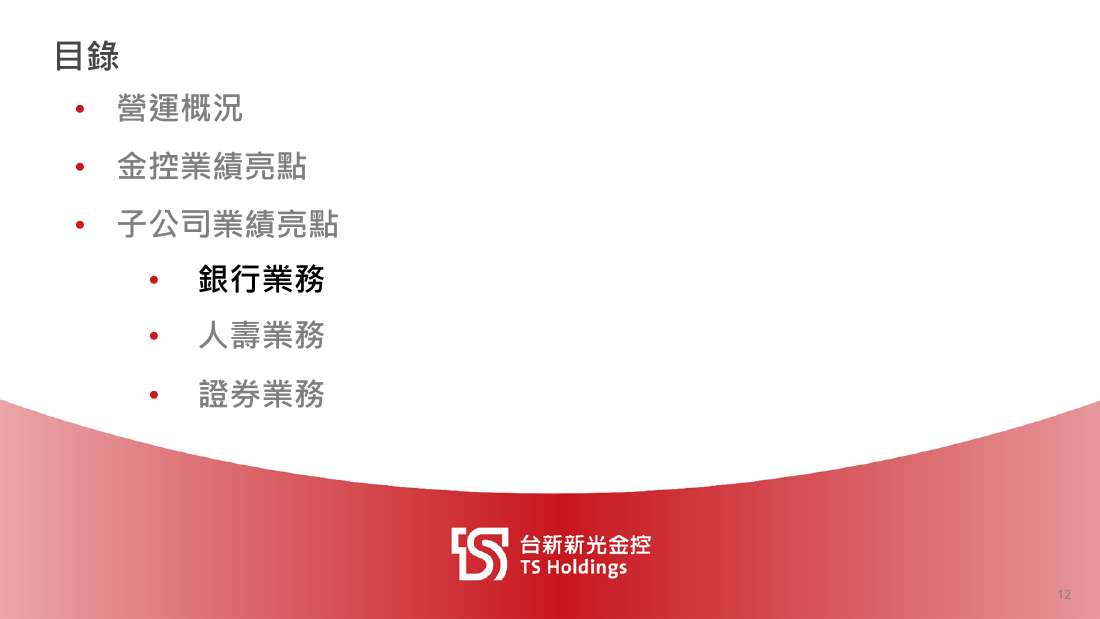 目錄
• 營運概況
• 金控業績亮點
• 子公司業績亮點
• 銀行業務
• 人壽業務
• 證券業務
TS 台新新光金控
TS Holdings
12